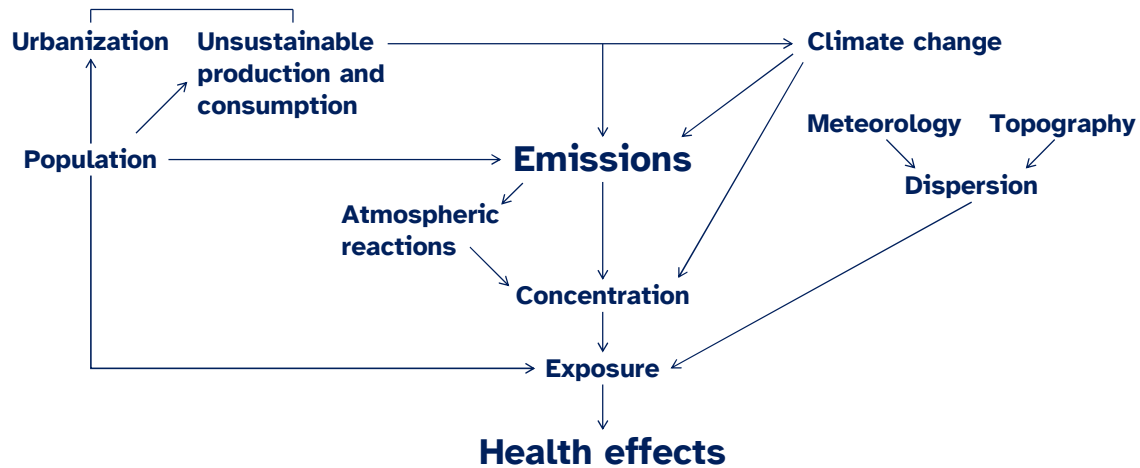 Urbanization
Unsustainable
production and
consumption
Climate change
Meteorology
Topography
Population
Emissions
Dispersion
Atmospheric
reactions
Concentration
Exposure
Health effects